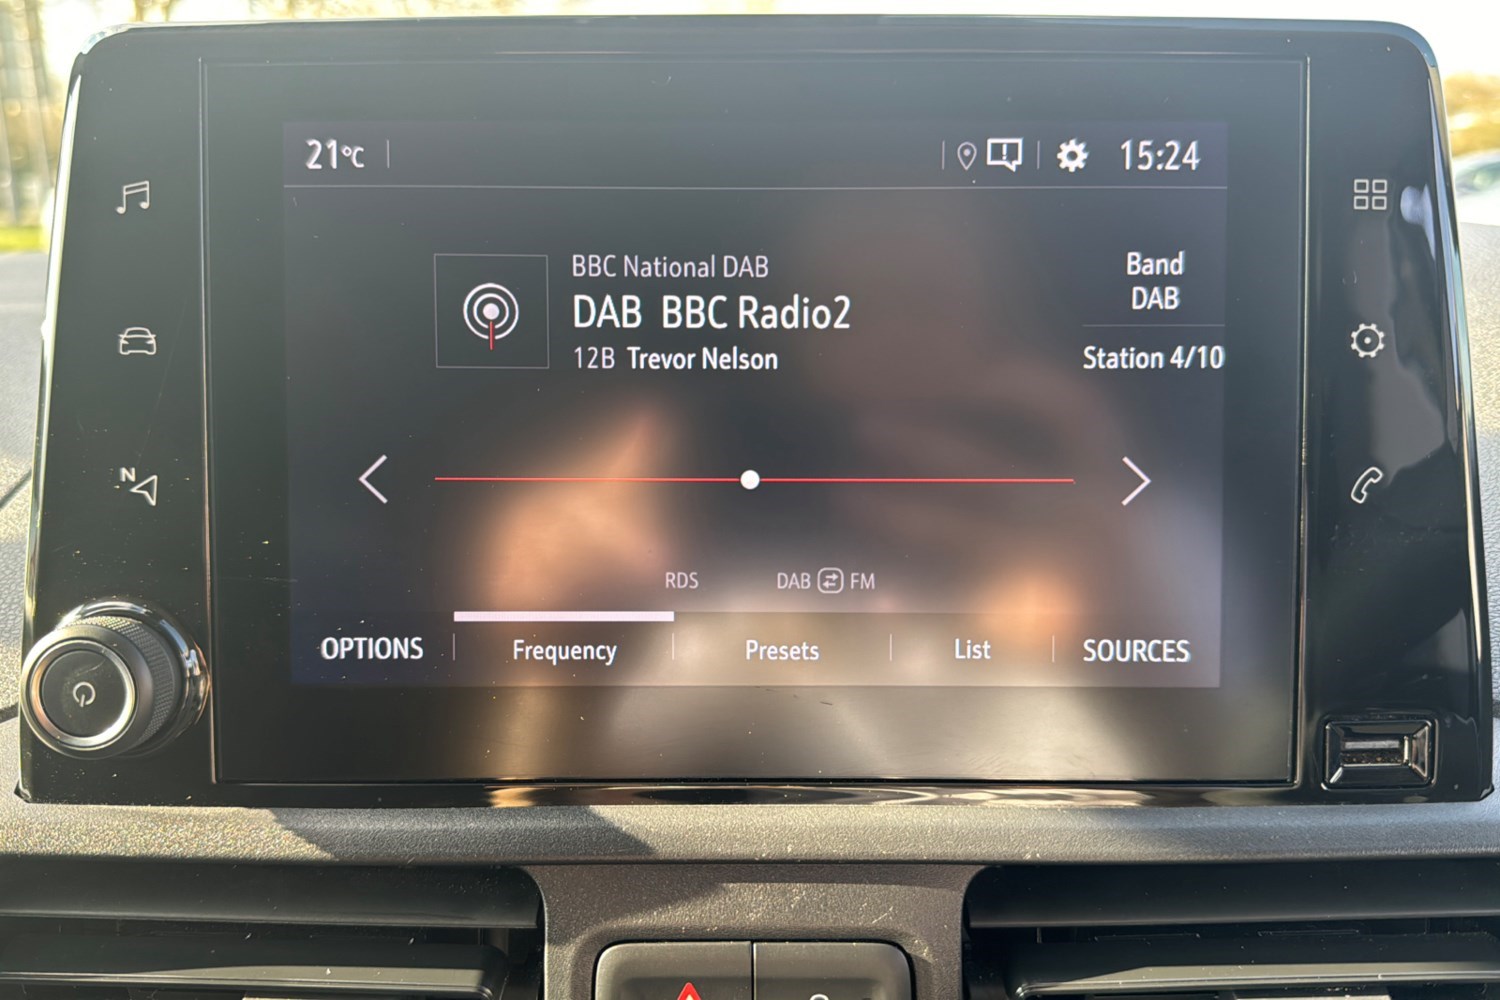 21°C
15:24
BBC National DAB
DAB BBC Radio2
12B Trevor Nelson
Band
DAB
Station 4/10
N
RDS
DAB FM
OPTIONS
Frequency
Presets
List
SOURCES